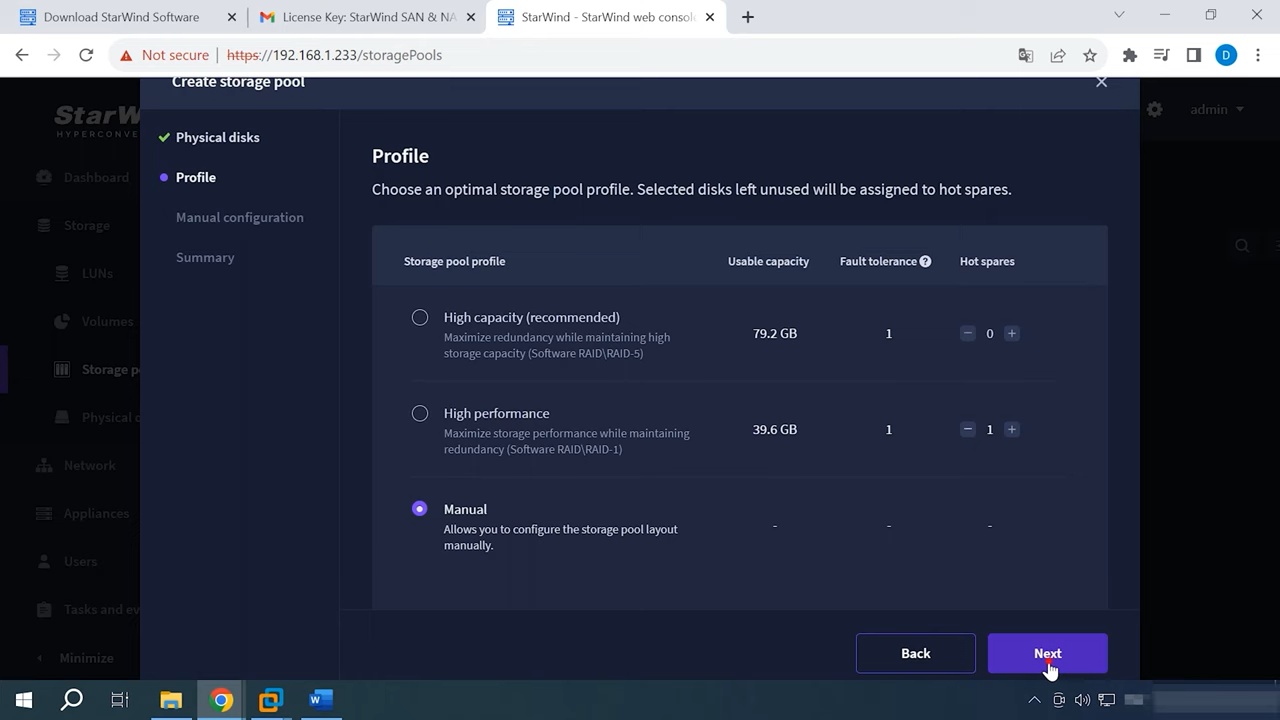 Download StarWind Software
License Key: StarWind SAN & NA
StarWind - StarWind web consol
Not secure
https://192.168.1.233/storagePools
D
Create storage pool
StarW
HYPERCONVE
admin
Physical disks
Profile
Manual configuration
Summary
Dashboard
Storage
LUNs
Volumes
Storage po
Physical d
Network
Appliances
Users
Tasks and ev
Minimize
Profile
Choose an optimal storage pool profile. Selected disks left unused will be assigned to hot spares.
Storage pool profile
Usable capacity
Fault tolerance ?
Hot spares
High capacity (recommended)
Maximize redundancy while maintaining high
storage capacity (Software RAID\RAID-5)
79.2 GB
1
− 0 +
High performance
Maximize storage performance while maintaining
redundancy (Software RAID\RAID-1)
39.6 GB
1
− 1 +
Manual
Allows you to configure the storage pool layout
manually.
-
-
-
Back
Next